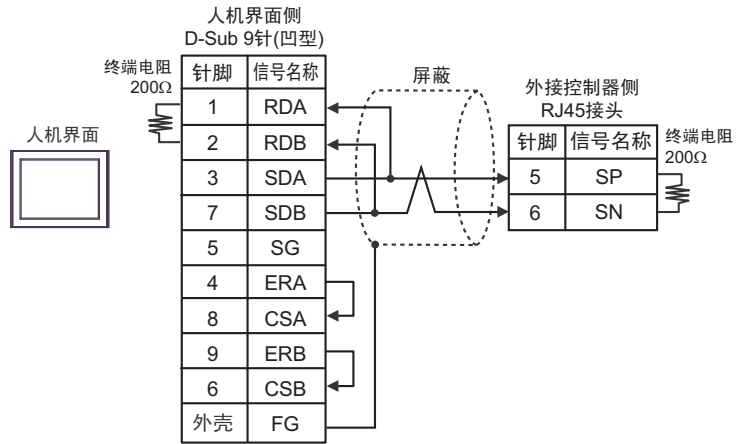 人机界面侧
D-Sub 9针(凹型)
终端电阻
200Ω
人机界面
针脚 信号名称
1 RDA
2 RDB
3 SDA
7 SDB
5 SG
4 ERA
8 CSA
9 ERB
6 CSB
外壳 FG
屏蔽
外接控制器侧
RJ45接头
针脚 信号名称
5 SP
6 SN
终端电阻
200Ω